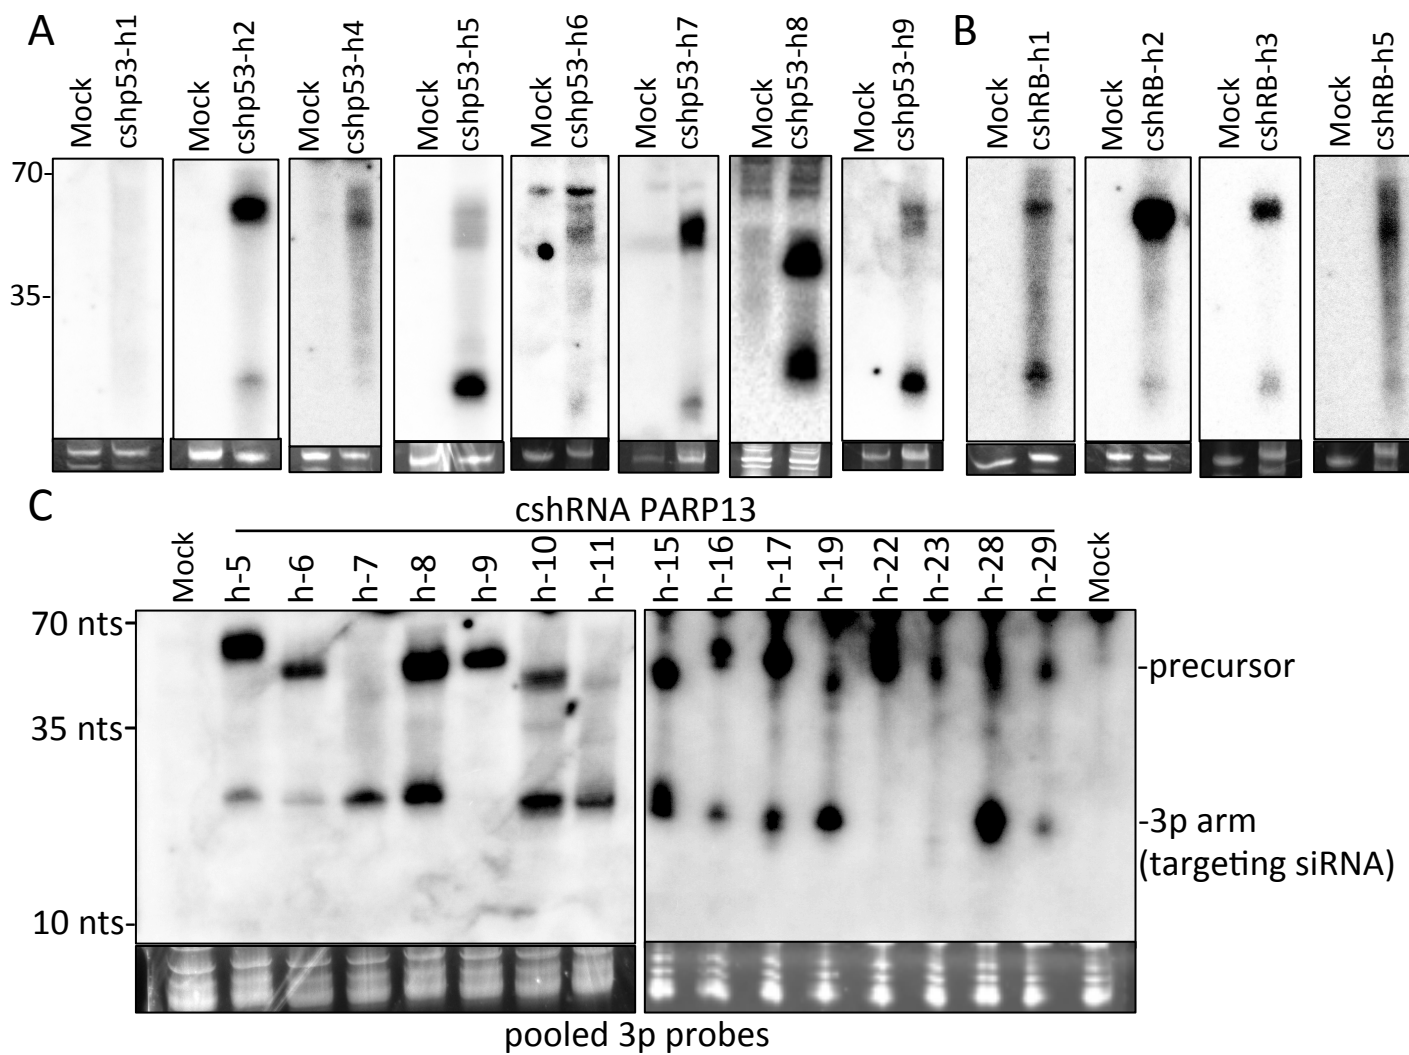 A
Mock
cshp53-h1
Mock
cshp53-h2
Mock
cshp53-h4
Mock
cshp53-h5
Mock
cshp53-h6
Mock
cshp53-h7
Mock
cshp53-h8
Mock
cshp53-h9
B
Mock
cshRB-h1
Mock
cshRB-h2
Mock
cshRB-h3
Mock
cshRB-h5
70-
35-
C
cshRNA PARP13
Mock
h-5
h-6
h-7
h-8
h-9
h-10
h-11
h-15
h-16
h-17
h-19
h-22
h-23
h-28
h-29
Mock
70 nts-
35 nts-
10 nts-
-precursor
-3p arm
(targeting siRNA)
pooled 3p probes